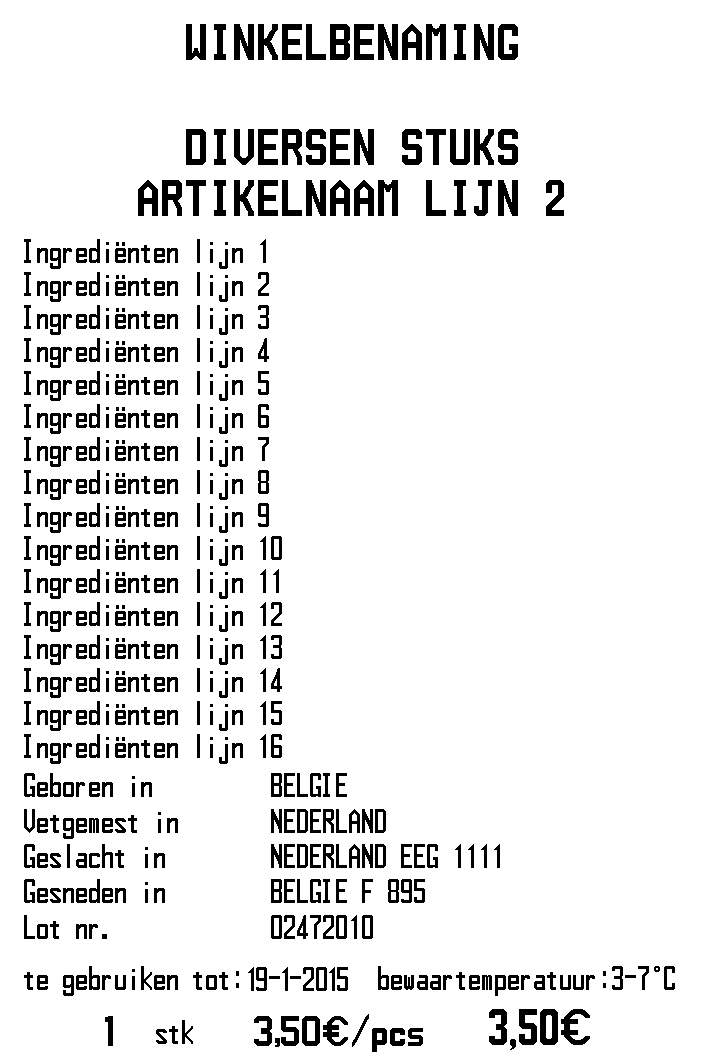 WINKELBENAMING
DIVERSEN STUKS
ARTIKELNAAM LIJN 2
Ingrediënten lijn 1
Ingrediënten lijn 2
Ingrediënten lijn 3
Ingrediënten lijn 4
Ingrediënten lijn 5
Ingrediënten lijn 6
Ingrediënten lijn 7
Ingrediënten lijn 8
Ingrediënten lijn 9
Ingrediënten lijn 10
Ingrediënten lijn 11
Ingrediënten lijn 12
Ingrediënten lijn 13
Ingrediënten lijn 14
Ingrediënten lijn 15
Ingrediënten lijn 16
Geboren in BELGIE
Vetgemest in NEDERLAND
Geslacht in NEDERLAND EEG 1111
Gesneden in BELGIE F 895
Lot nr. 02472010
te gebruiken tot:19-1-2015 bewaartemperatuur:3-7°C
1 stk 3,50€/pcs 3,50€